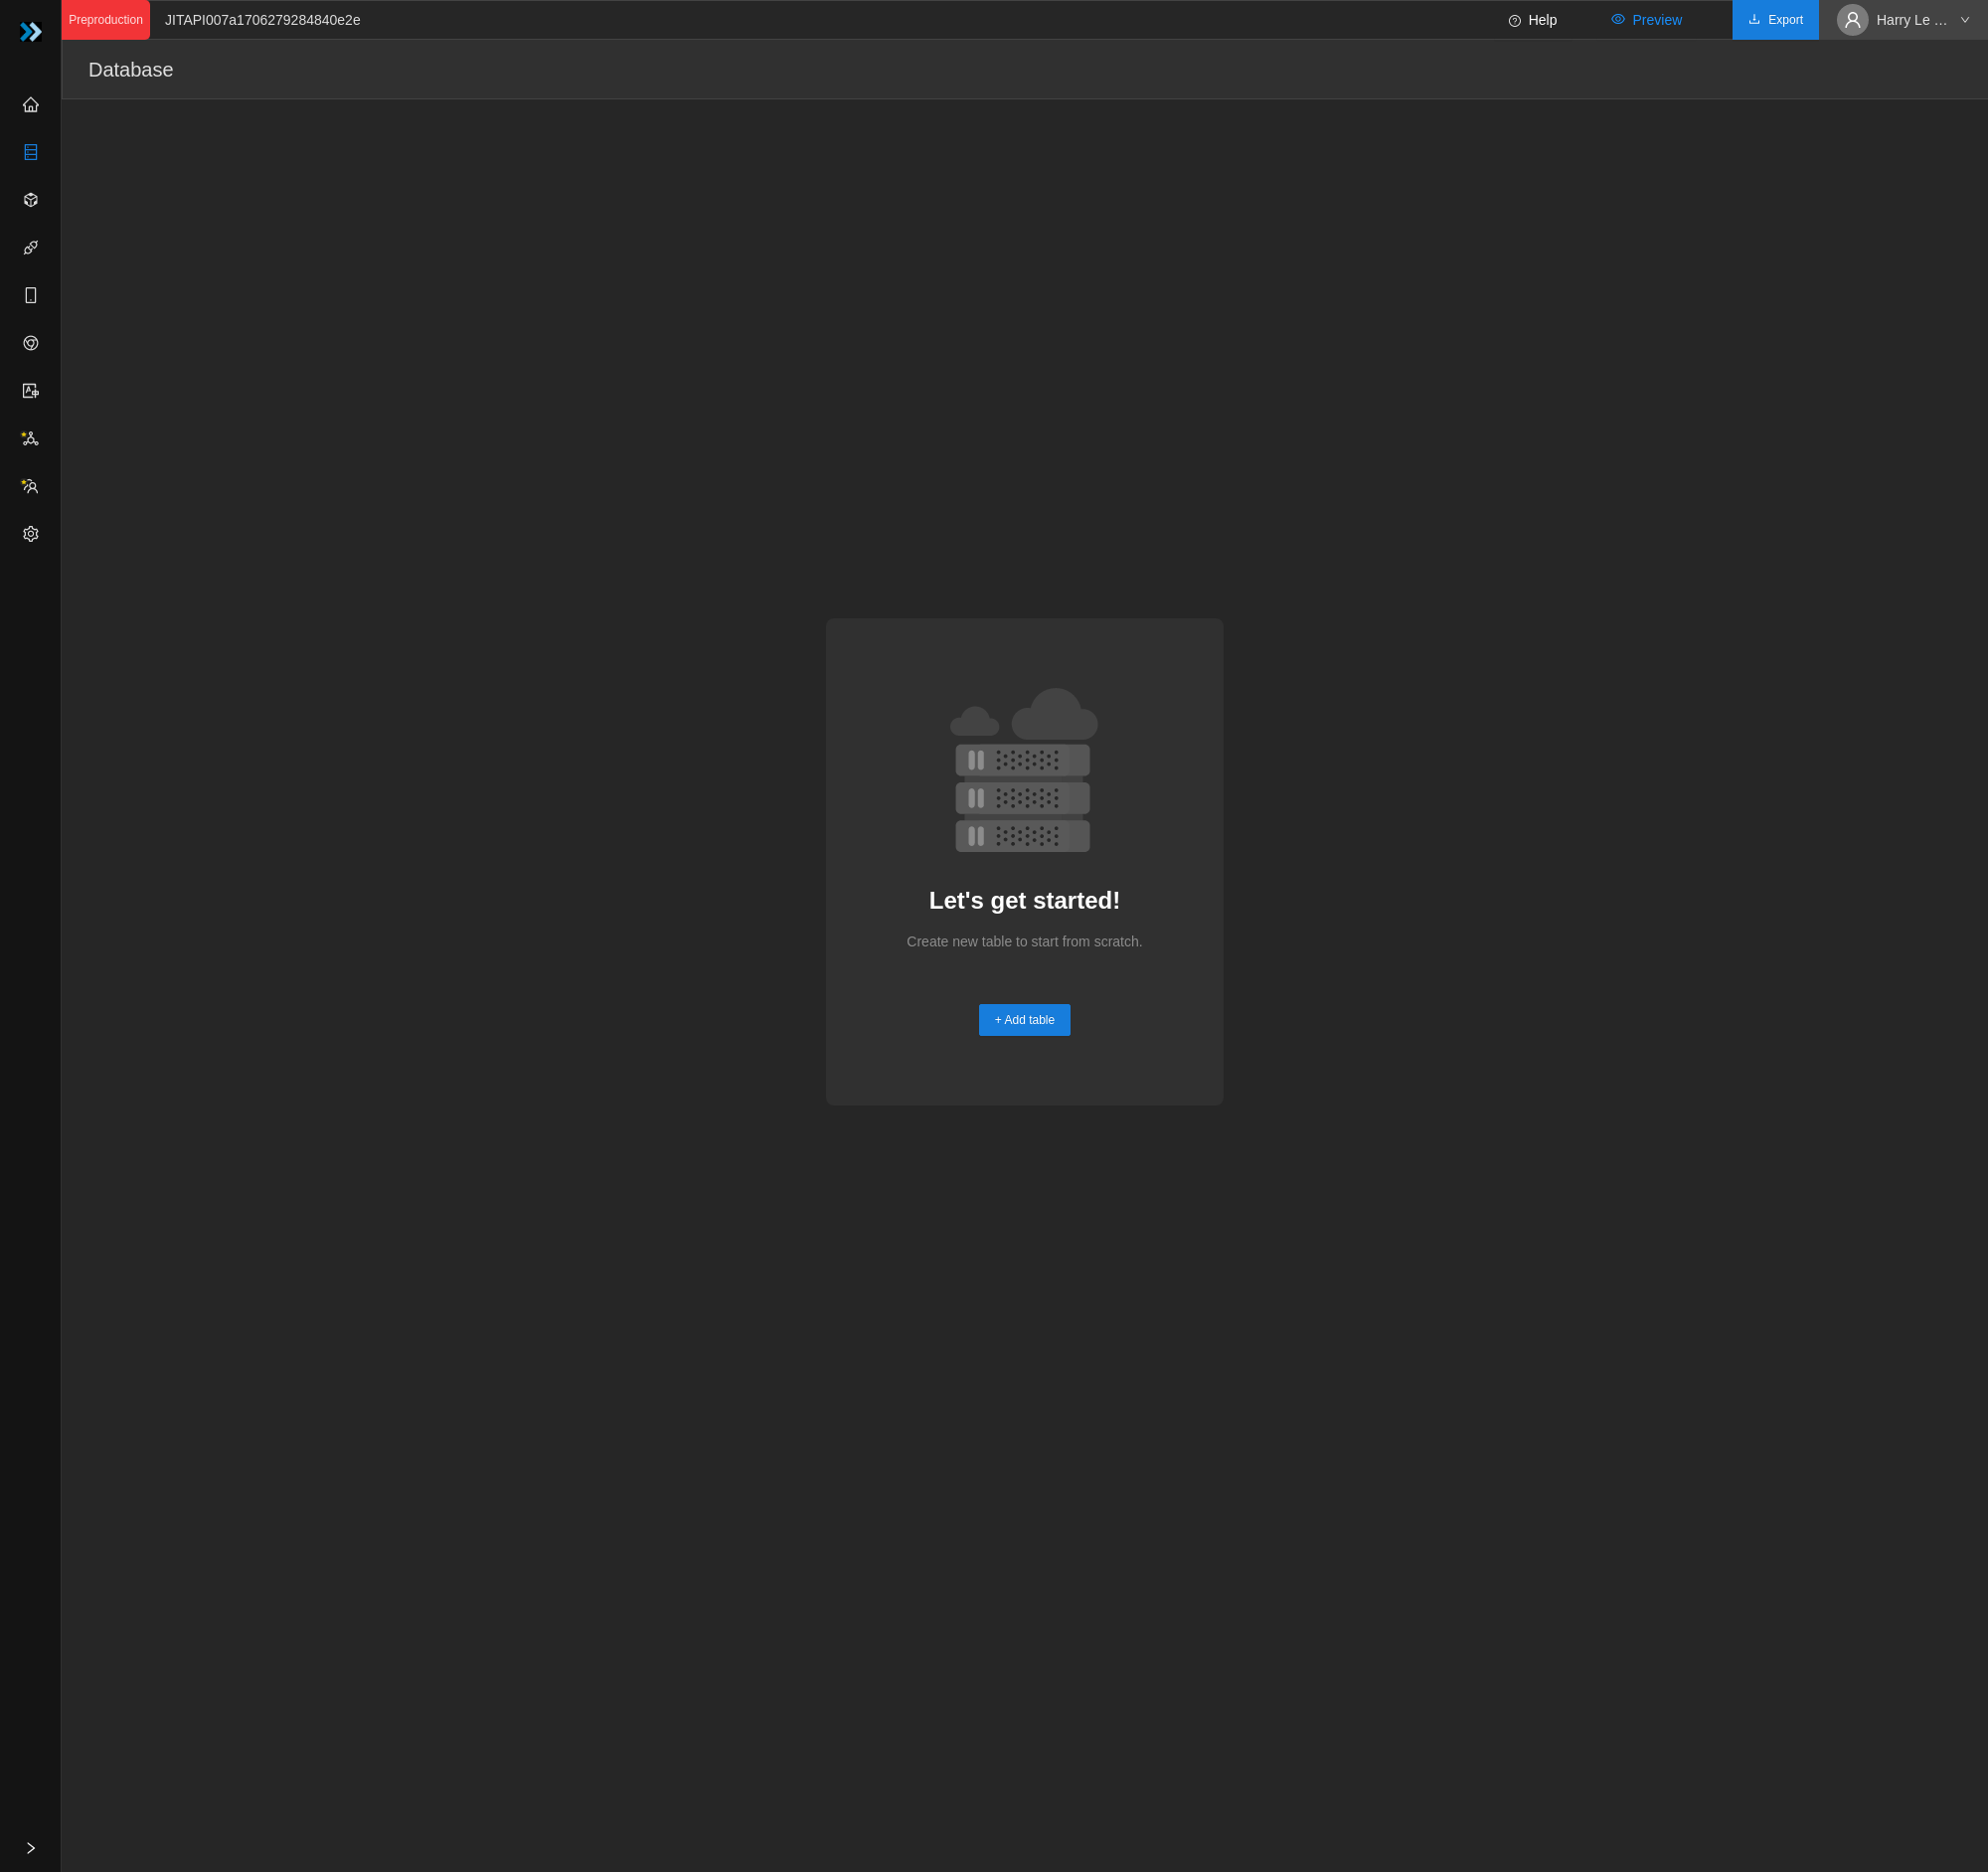 Preproduction JITAPI007a1706279284840e2e Help Preview Export Harry Le ...
Database
Let's get started!
Create new table to start from scratch.
+ Add table